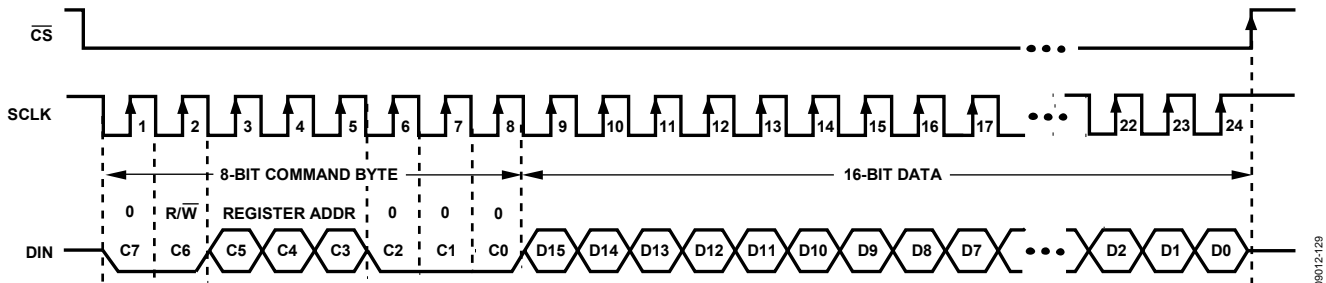 CS
SCLK
1 2 3 4 5 6 7 8 9 10 11 12 13 14 15 16 17 22 23 24
8-BIT COMMAND BYTE 16-BIT DATA
0 R/W REGISTER ADDR 0 0 0
DIN C7 C6 C5 C4 C3 C2 C1 C0 D15 D14 D13 D12 D11 D10 D9 D8 D7 D2 D1 D0
09012-129